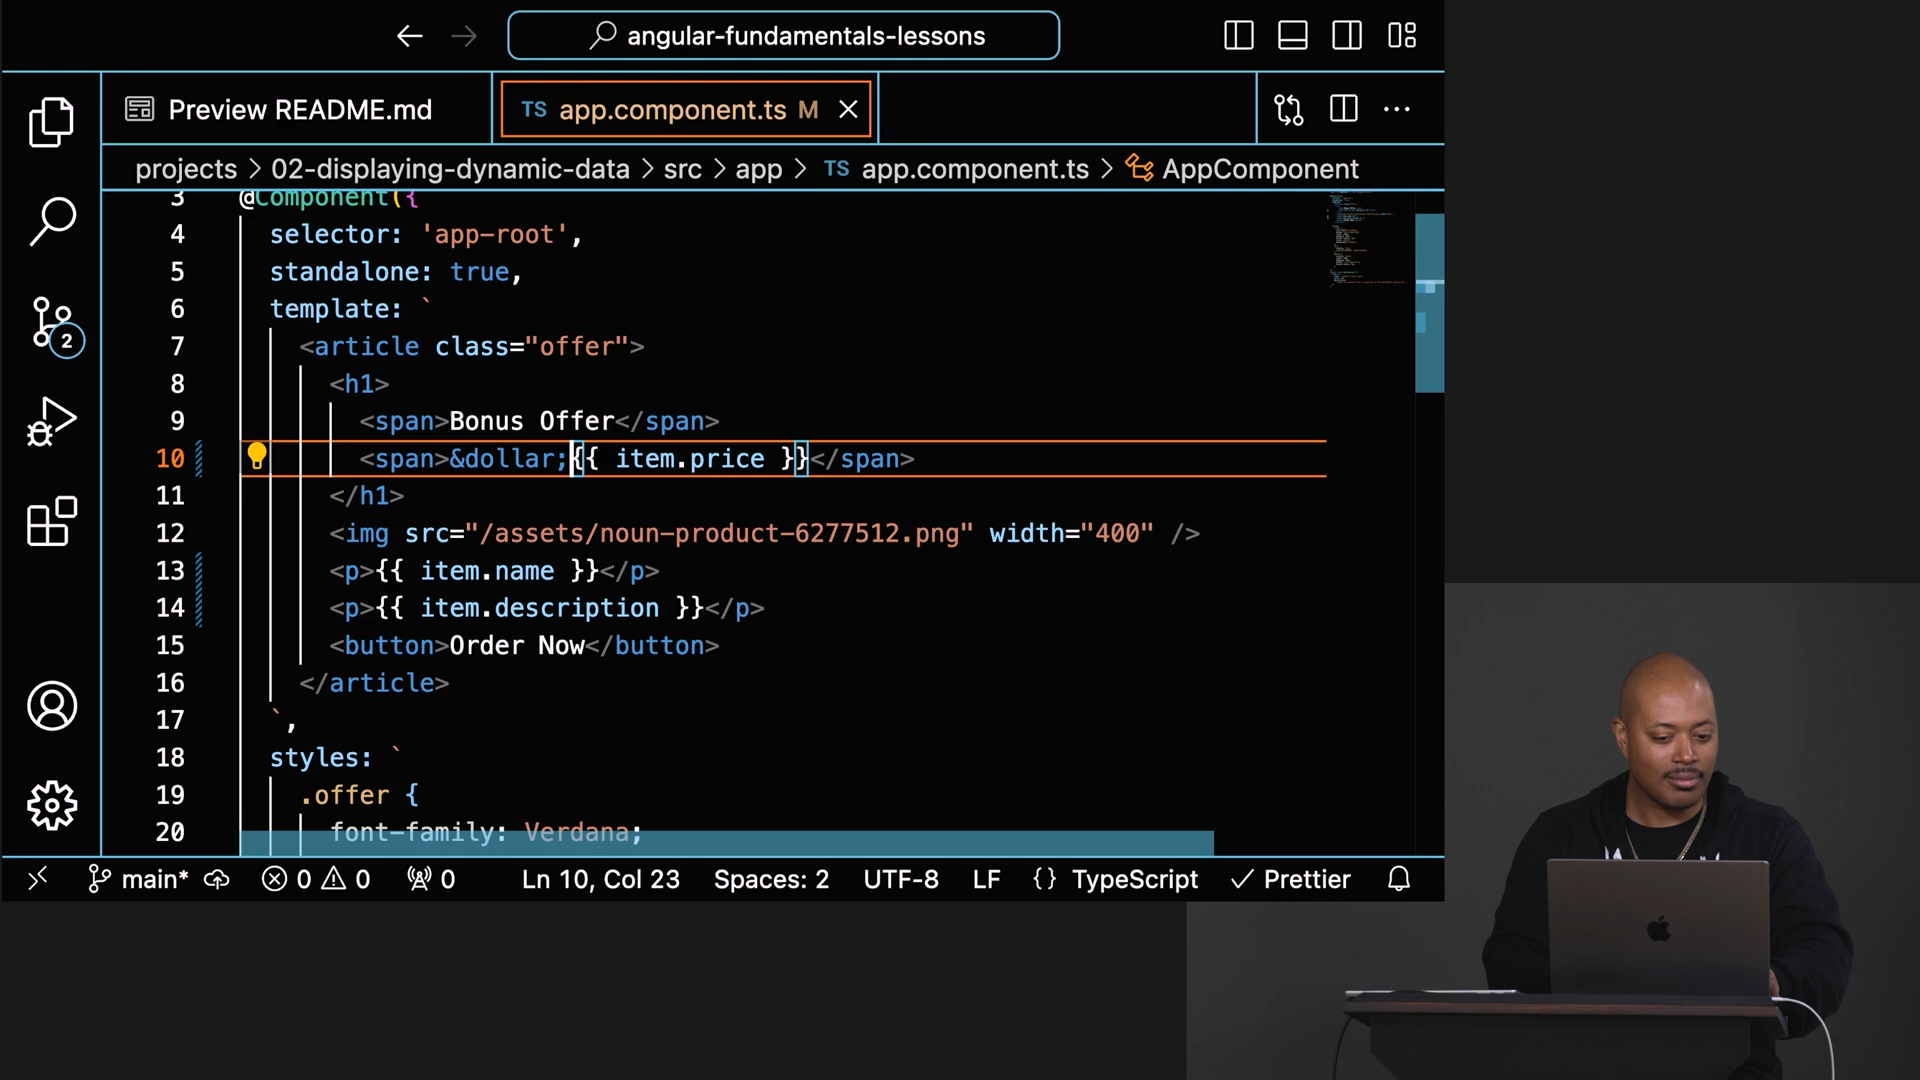 angular-fundamentals-lessons
Preview README.md
TS app.component.ts M
projects > 02-displaying-dynamic-data > src > app > TS app.component.ts > AppComponent
3 @Component({
4 selector: 'app-root',
5 standalone: true,
6 template: `
7 <article class="offer">
8 <h1>
9 <span>Bonus Offer</span>
10 <span>&dollar;{{ item.price }}</span>
11 </h1>
12 <img src="/assets/noun-product-6277512.png" width="400" />
13 <p>{{ item.name }}</p>
14 <p>{{ item.description }}</p>
15 <button>Order Now</button>
16 </article>
17 `,
18 styles: `
19 .offer {
20 font-family: Verdana;
2
main* 0 0 0 Ln 10, Col 23 Spaces: 2 UTF-8 LF {} TypeScript Prettier